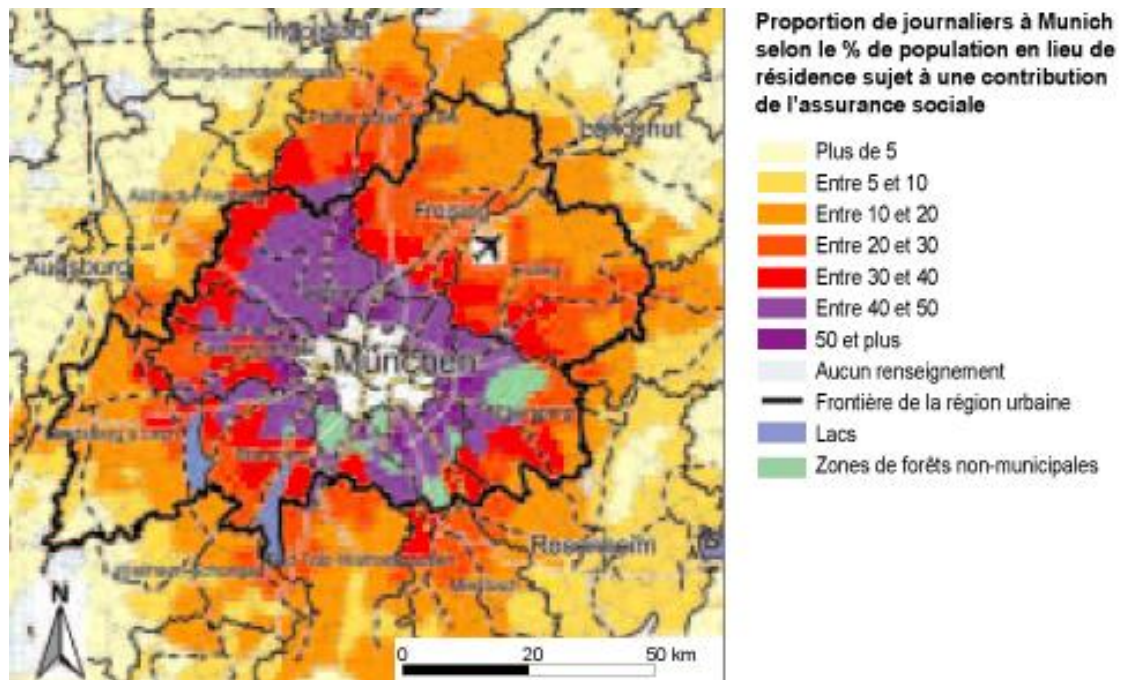 Proportion de journaliers à Munich
selon le % de population en lieu de
résidence sujet à une contribution
de l'assurance sociale
Plus de 5
Entre 5 et 10
Entre 10 et 20
Entre 20 et 30
Entre 30 et 40
Entre 40 et 50
50 et plus
Aucun renseignement
Frontière de la région urbaine
Lacs
Zones de forêts non-municipales
Ingolstadt
Landshut
Freising
Augsburg
München
Rosenheim
Miesbach
N
0 20 50 km